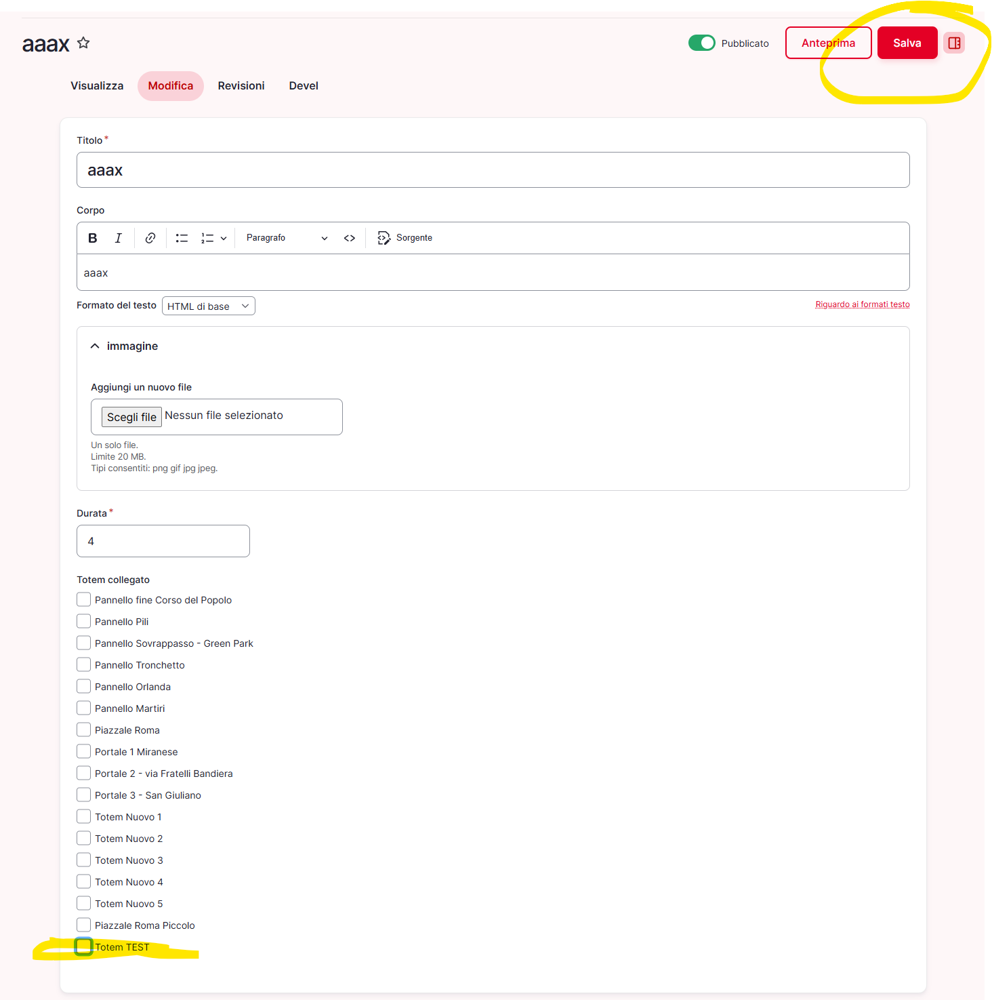 aaax
Pubblicato
Anteprima
Salva
Visualizza
Modifica
Revisioni
Devel
Titolo*
aaax
Corpo
B I Paragrafo Sorgente
aaax
Formato del testo HTML di base
Riguardo ai formati testo
immagine
Aggiungi un nuovo file
Scegli file Nessun file selezionato
Un solo file.
Limite 20 MB.
Tipi consentiti: png gif jpg jpeg.
Durata*
4
Totem collegato
Pannello fine Corso del Popolo
Pannello Pili
Pannello Sovrappasso - Green Park
Pannello Tronchetto
Pannello Orlanda
Pannello Martiri
Piazzale Roma
Portale 1 Miranese
Portale 2 - via Fratelli Bandiera
Portale 3 - San Giuliano
Totem Nuovo 1
Totem Nuovo 2
Totem Nuovo 3
Totem Nuovo 4
Totem Nuovo 5
Piazzale Roma Piccolo
Totem TEST